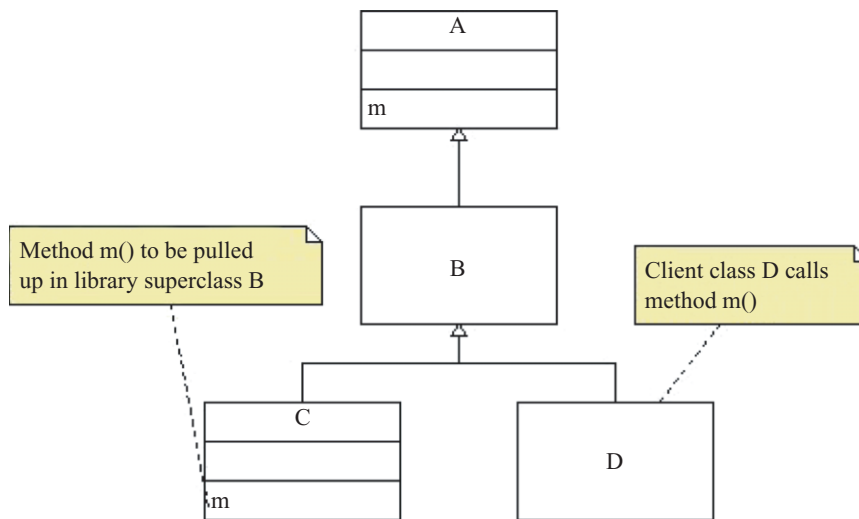 A
m
Method m() to be pulled
up in library superclass B
B
Client class D calls
method m()
C
m
D